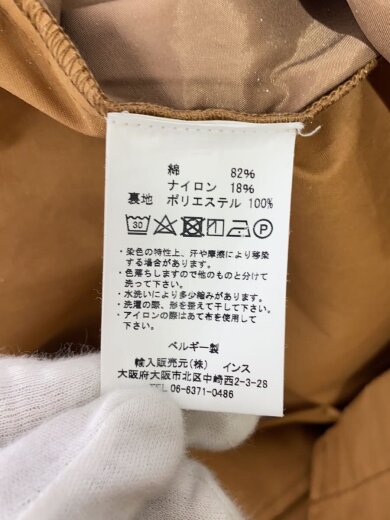 綿 82%
ナイロン 18%
裏地 ポリエステル 100%
30 P
・染色の特性上、汗や摩擦により移染
する場合があります。
・色落ちしますので他のものと分けて
洗って下さい。
・水洗いにより多少縮みがあります。
・洗濯の際、形を整えて干して下さい。
・アイロンの際はあて布を使用して
下さい。
ベルギー製
輸入販売元(株) インス
大阪府大阪市北区中崎西2-3-28
TEL 06-6371-0486